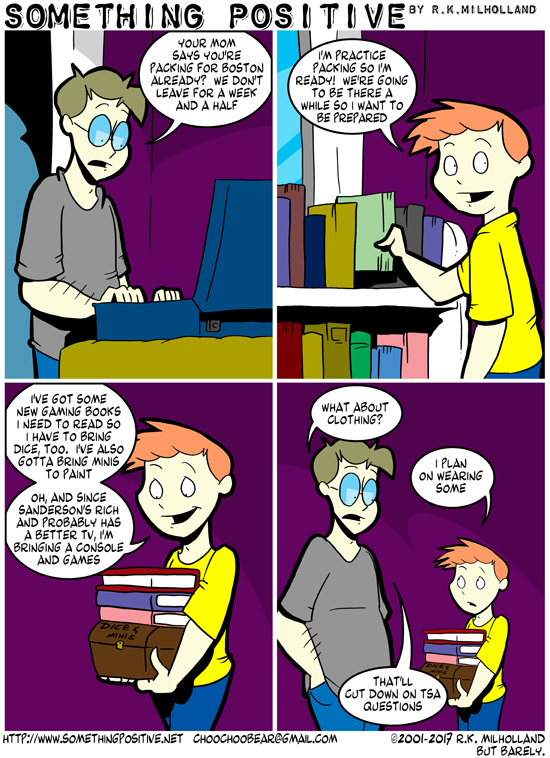 SOMETHING POSITIVE BY R.K.MILHOLLAND
YOUR MOM
SAYS YOU'RE
PACKING FOR BOSTON
ALREADY? WE DON'T
LEAVE FOR A WEEK
AND A HALF
I'M PRACTICE
PACKING SO I'M
READY! WE'RE GOING
TO BE THERE A
WHILE SO I WANT TO
BE PREPARED
I'VE GOT SOME
NEW GAMING BOOKS
I NEED TO READ SO
I HAVE TO BRING
DICE, TOO. I'VE ALSO
GOTTA BRING MINIS
TO PAINT
OH, AND SINCE
SANDERSON'S RICH
AND PROBABLY HAS
A BETTER TV, I'M
BRINGING A CONSOLE
AND GAMES
DICE &
MINIS
WHAT ABOUT
CLOTHING?
I PLAN
ON WEARING
SOME
THAT'LL
CUT DOWN ON TSA
QUESTIONS
DICE &
MINIS
HTTP://WWW.SOMETHINGPOSITIVE.NET CHOOCHOOBEAR@GMAIL.COM ©2001-2017 R.K. MILHOLLAND
BUT BARELY.